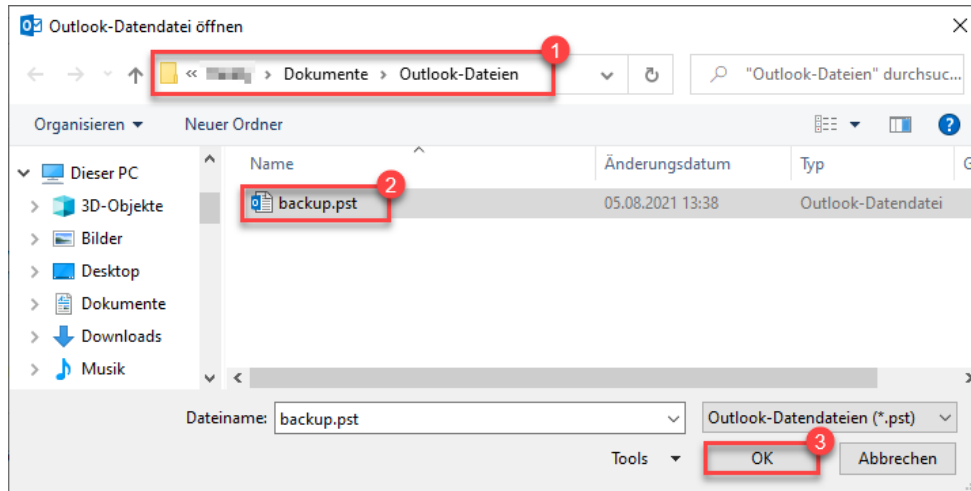 Outlook-Datendatei öffnen
1
« > Dokumente > Outlook-Dateien
"Outlook-Dateien" durchsuc...
Organisieren Neuer Ordner
Dieser PC
3D-Objekte
Bilder
Desktop
Dokumente
Downloads
Musik
Name Änderungsdatum Typ G
2
backup.pst 05.08.2021 13:38 Outlook-Datendatei
Dateiname: backup.pst Outlook-Datendateien (*.pst)
3
Tools OK Abbrechen